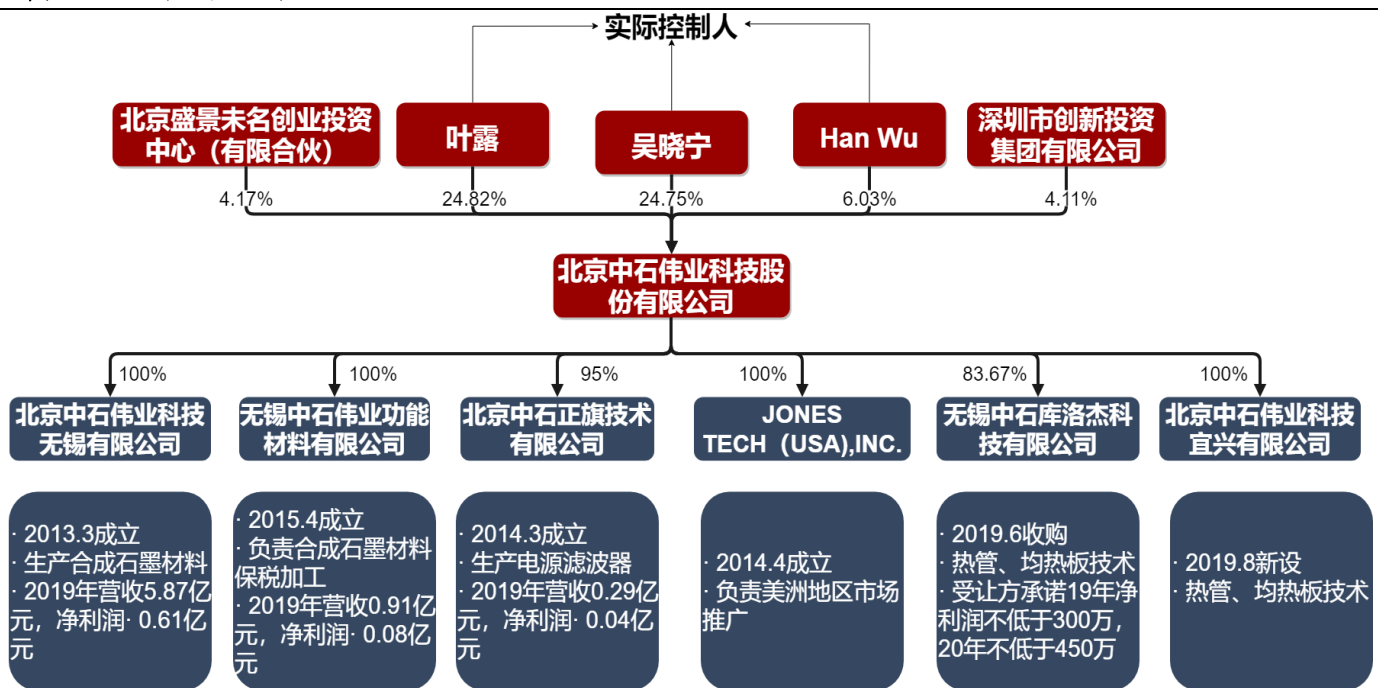 实际控制人
北京盛景未名创业投资
中心（有限合伙）
叶露
吴晓宁
Han Wu
深圳市创新投资
集团有限公司
4.17%
24.82%
24.75%
6.03%
4.11%
北京中石伟业科技股
份有限公司
100%
100%
95%
100%
83.67%
100%
北京中石伟业科技
无锡有限公司
无锡中石伟业功能
材料有限公司
北京中石正旗技术
有限公司
JONES
TECH（USA),INC.
无锡中石库洛杰科
技有限公司
北京中石伟业科技
宜兴有限公司
· 2013.3成立
· 生产合成石墨材料
· 2019年营收5.87亿
元，净利润· 0.61亿
元
· 2015.4成立
· 负责合成石墨材料
保税加工
· 2019年营收0.91亿
元，净利润· 0.08亿
元
· 2014.3成立
· 生产电源滤波器
· 2019年营收0.29亿
元，净利润· 0.04亿
元
· 2014.4成立
· 负责美洲地区市场
推广
· 2019.6收购
· 热管、均热板技术
· 受让方承诺19年净
利润不低于300万，
20年不低于450万
· 2019.8新设
· 热管、均热板技术